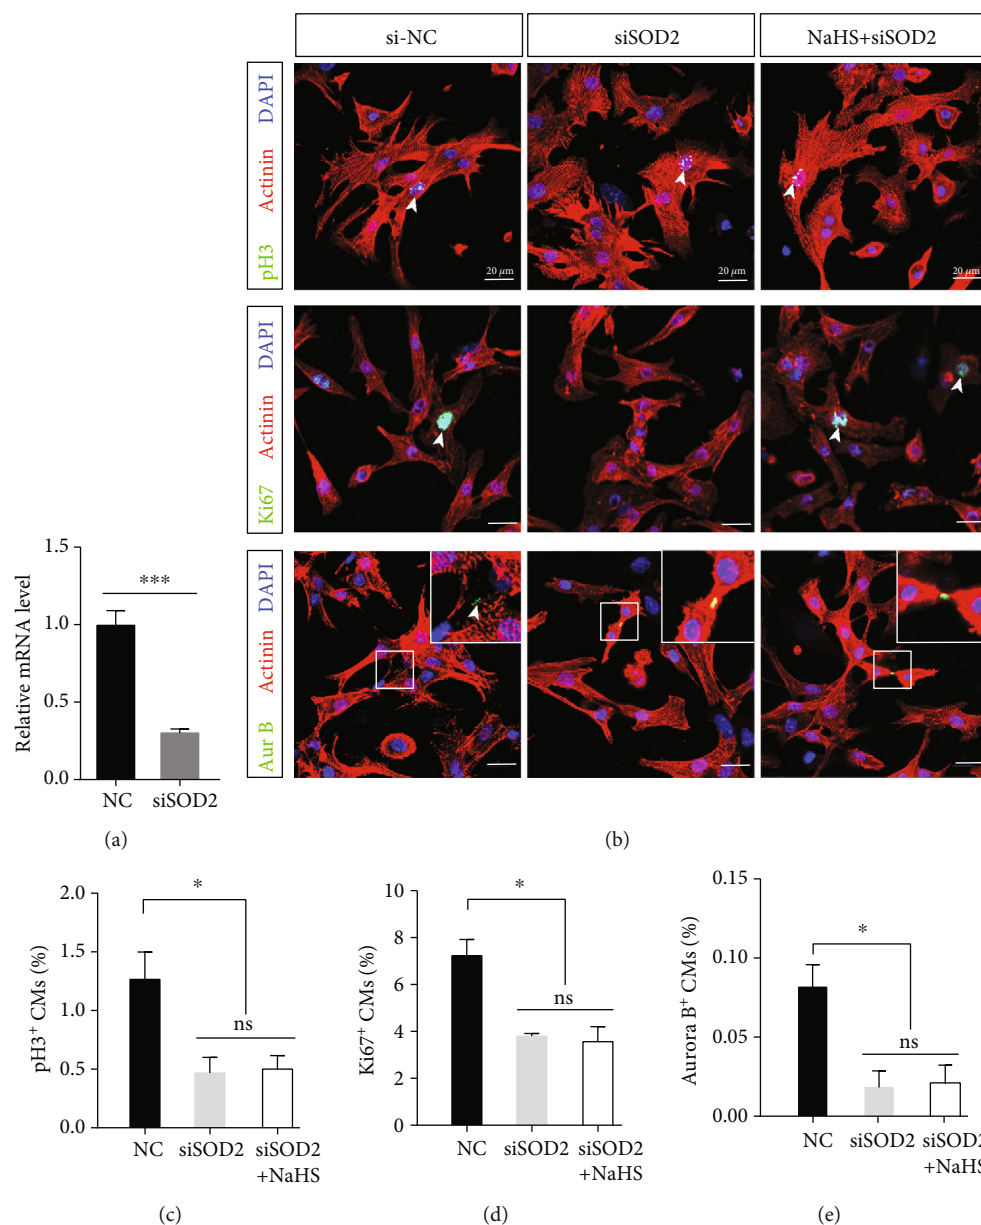 si-NC
siSOD2
NaHS+siSOD2
pH3 Actinin DAPI
20 μm
20 μm
20 μm
Ki67 Actinin DAPI
Aur B Actinin DAPI
Relative mRNA level
1.5
1.0
0.5
0.0
***
NC
siSOD2
(a)
(b)
pH3+ CMs (%)
2.0
1.5
1.0
0.5
0.0
*
ns
NC
siSOD2
siSOD2
+NaHS
(c)
Ki67+ CMs (%)
10
8
6
4
2
0
*
ns
NC
siSOD2
siSOD2
+NaHS
(d)
Aurora B+ CMs (%)
0.15
0.10
0.05
0.00
*
ns
NC
siSOD2
siSOD2
+NaHS
(e)